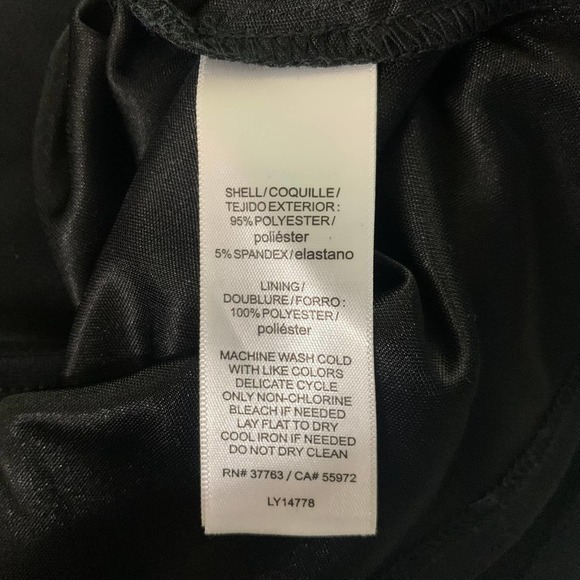 SHELL/COQUILLE/
TEJIDO EXTERIOR:
95% POLYESTER/
poliéster
5% SPANDEX/elastano
LINING/
DOUBLURE/FORRO:
100% POLYESTER/
poliéster
MACHINE WASH COLD
WITH LIKE COLORS
DELICATE CYCLE
ONLY NON-CHLORINE
BLEACH IF NEEDED
LAY FLAT TO DRY
COOL IRON IF NEEDED
DO NOT DRY CLEAN
RN# 37763 / CA# 55972
LY14778